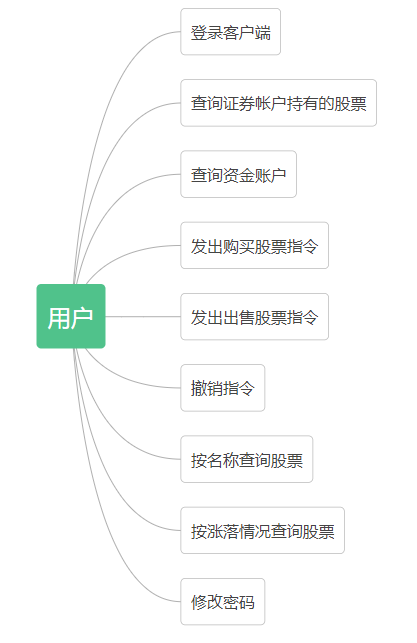 登录客户端
查询证券帐户持有的股票
查询资金账户
发出购买股票指令
用户
发出出售股票指令
撤销指令
按名称查询股票
按涨落情况查询股票
修改密码